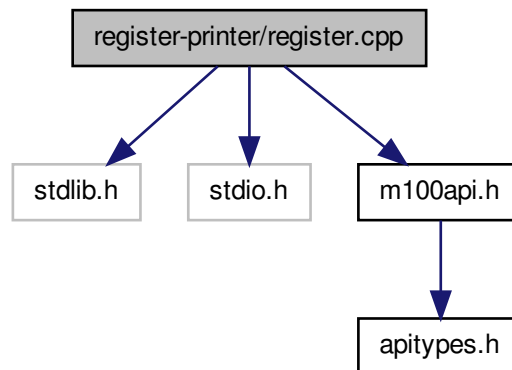 register-printer/register.cpp
stdlib.h
stdio.h
m100api.h
apitypes.h